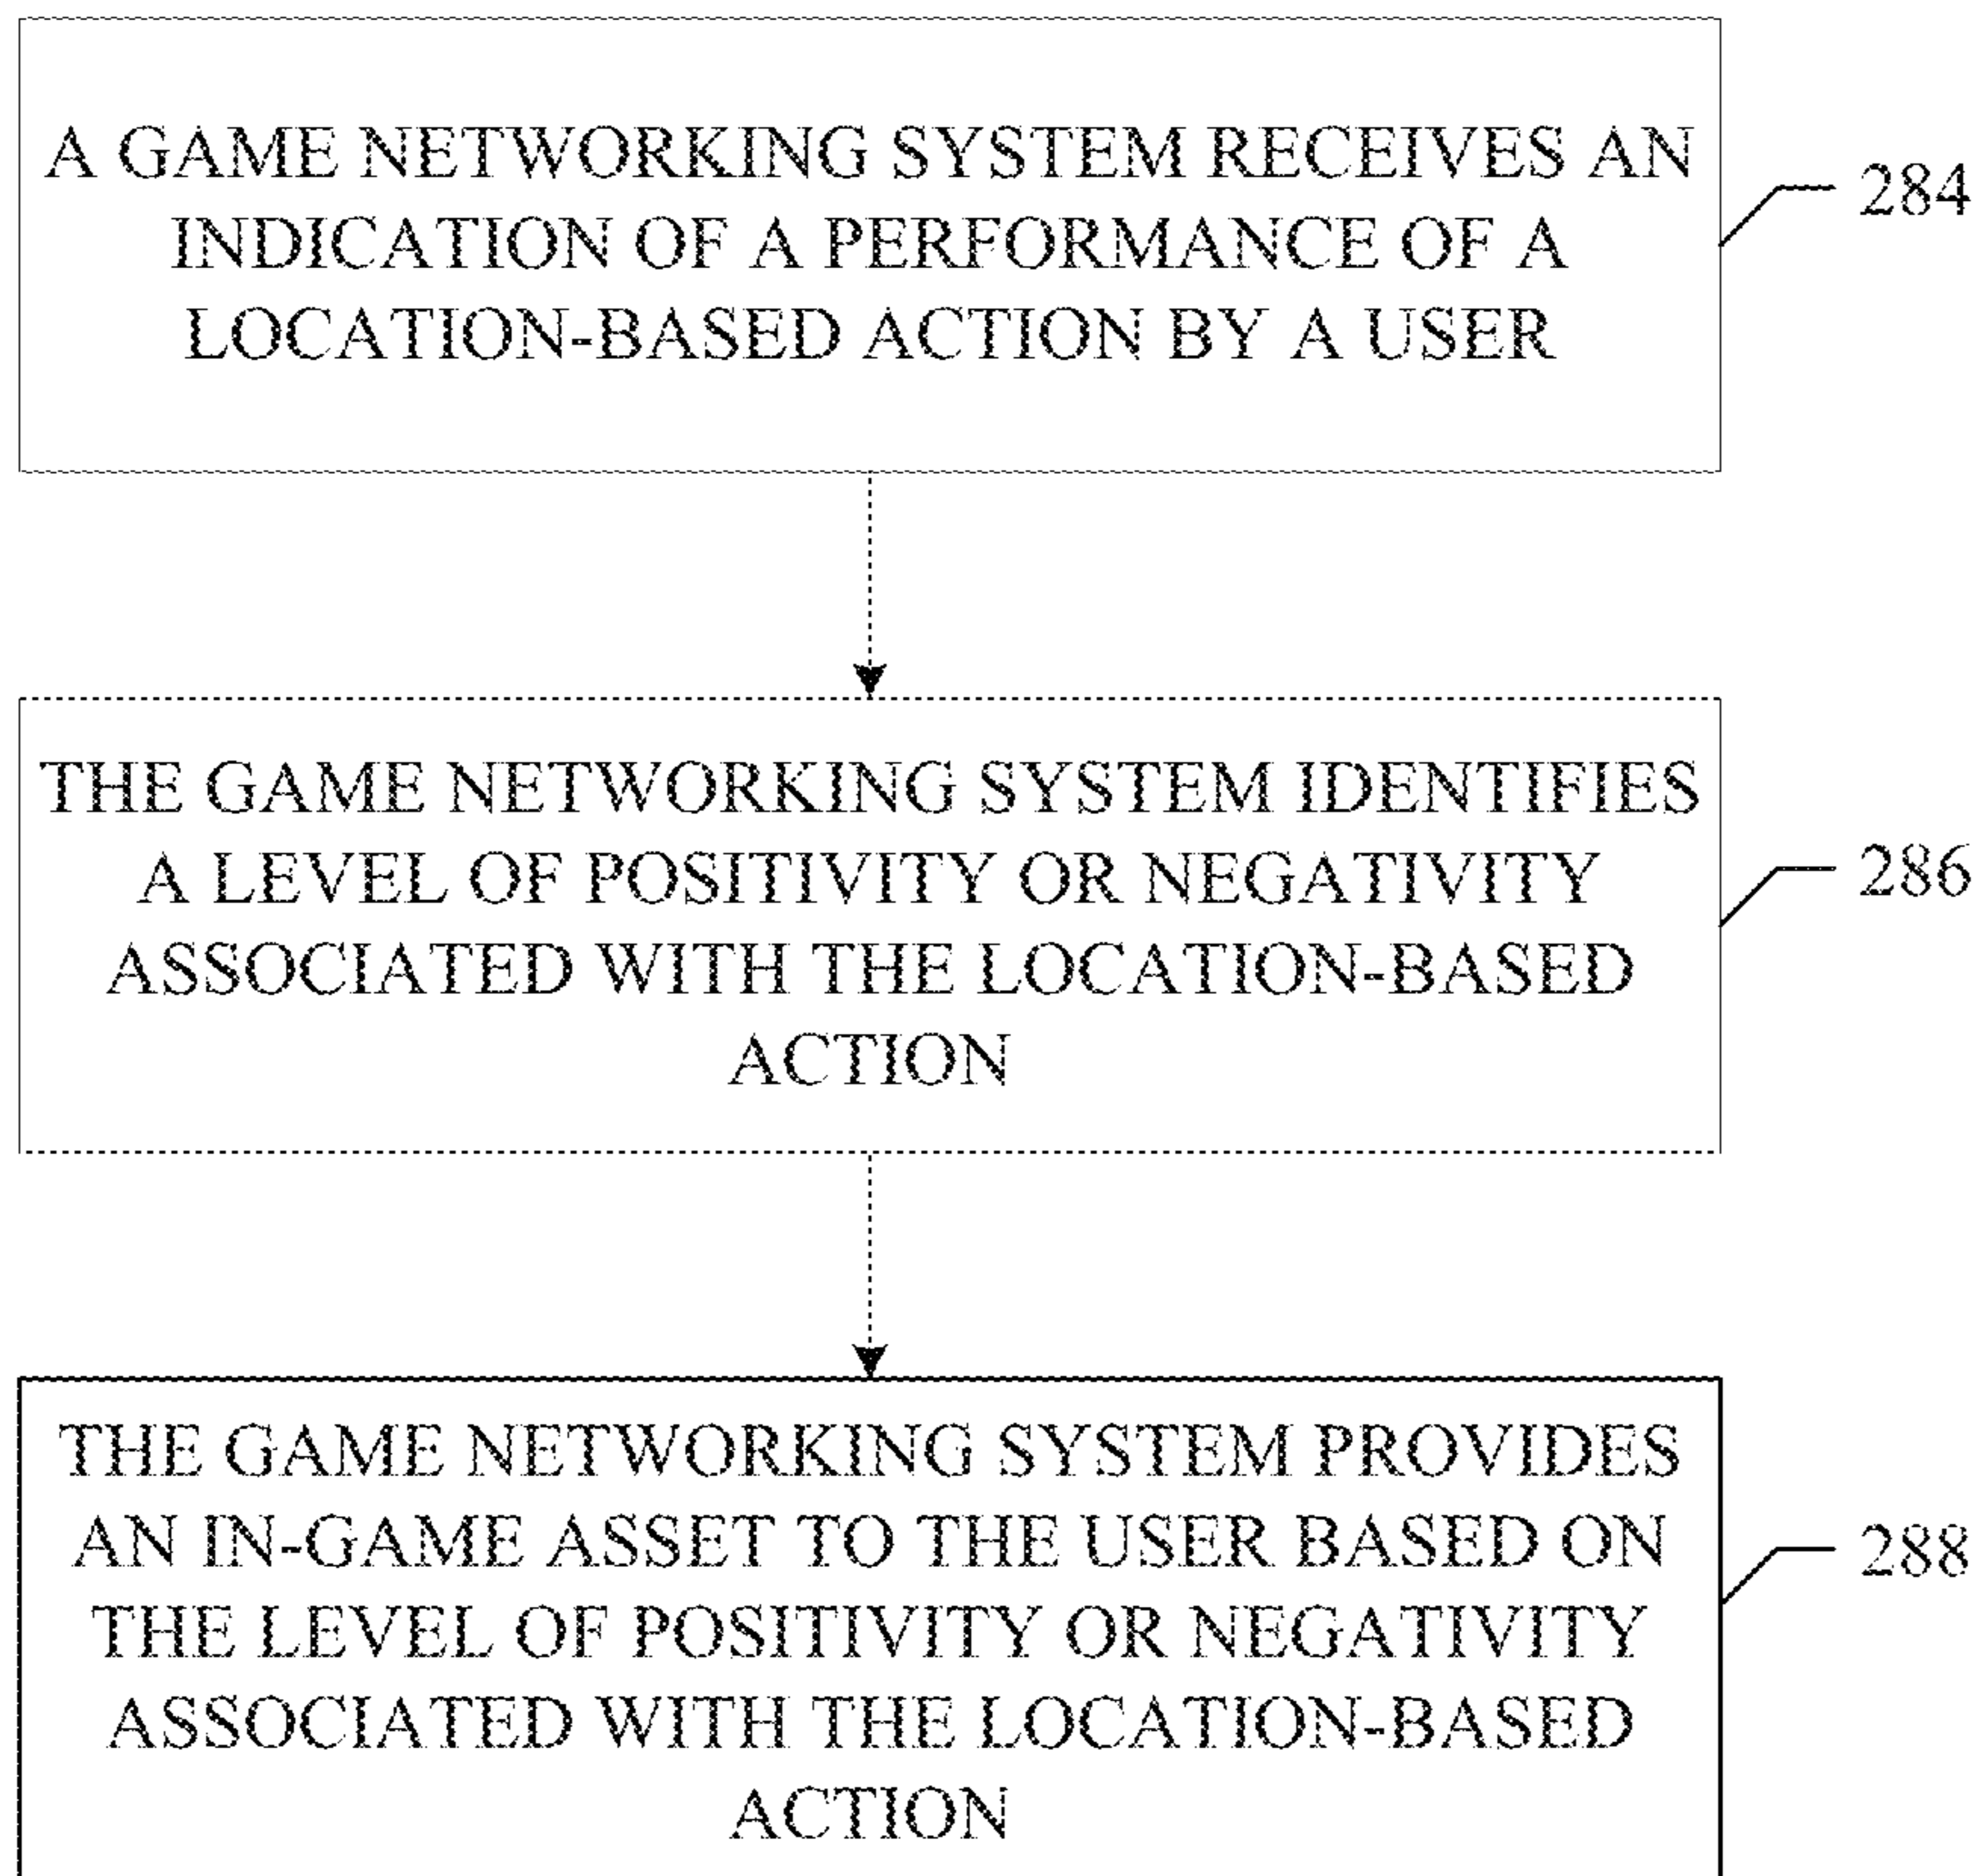 A GAME NETWORKING SYSTEM RECEIVES AN
INDICATION OF A PERFORMANCE OF A
LOCATION-BASED ACTION BY A USER
284
THE GAME NETWORKING SYSTEM IDENTIFIES
A LEVEL OF POSITIVITY OR NEGATIVITY
ASSOCIATED WITH THE LOCATION-BASED
ACTION
286
THE GAME NETWORKING SYSTEM PROVIDES
AN IN-GAME ASSET TO THE USER BASED ON
THE LEVEL OF POSITIVITY OR NEGATIVITY
ASSOCIATED WITH THE LOCATION-BASED
ACTION
288